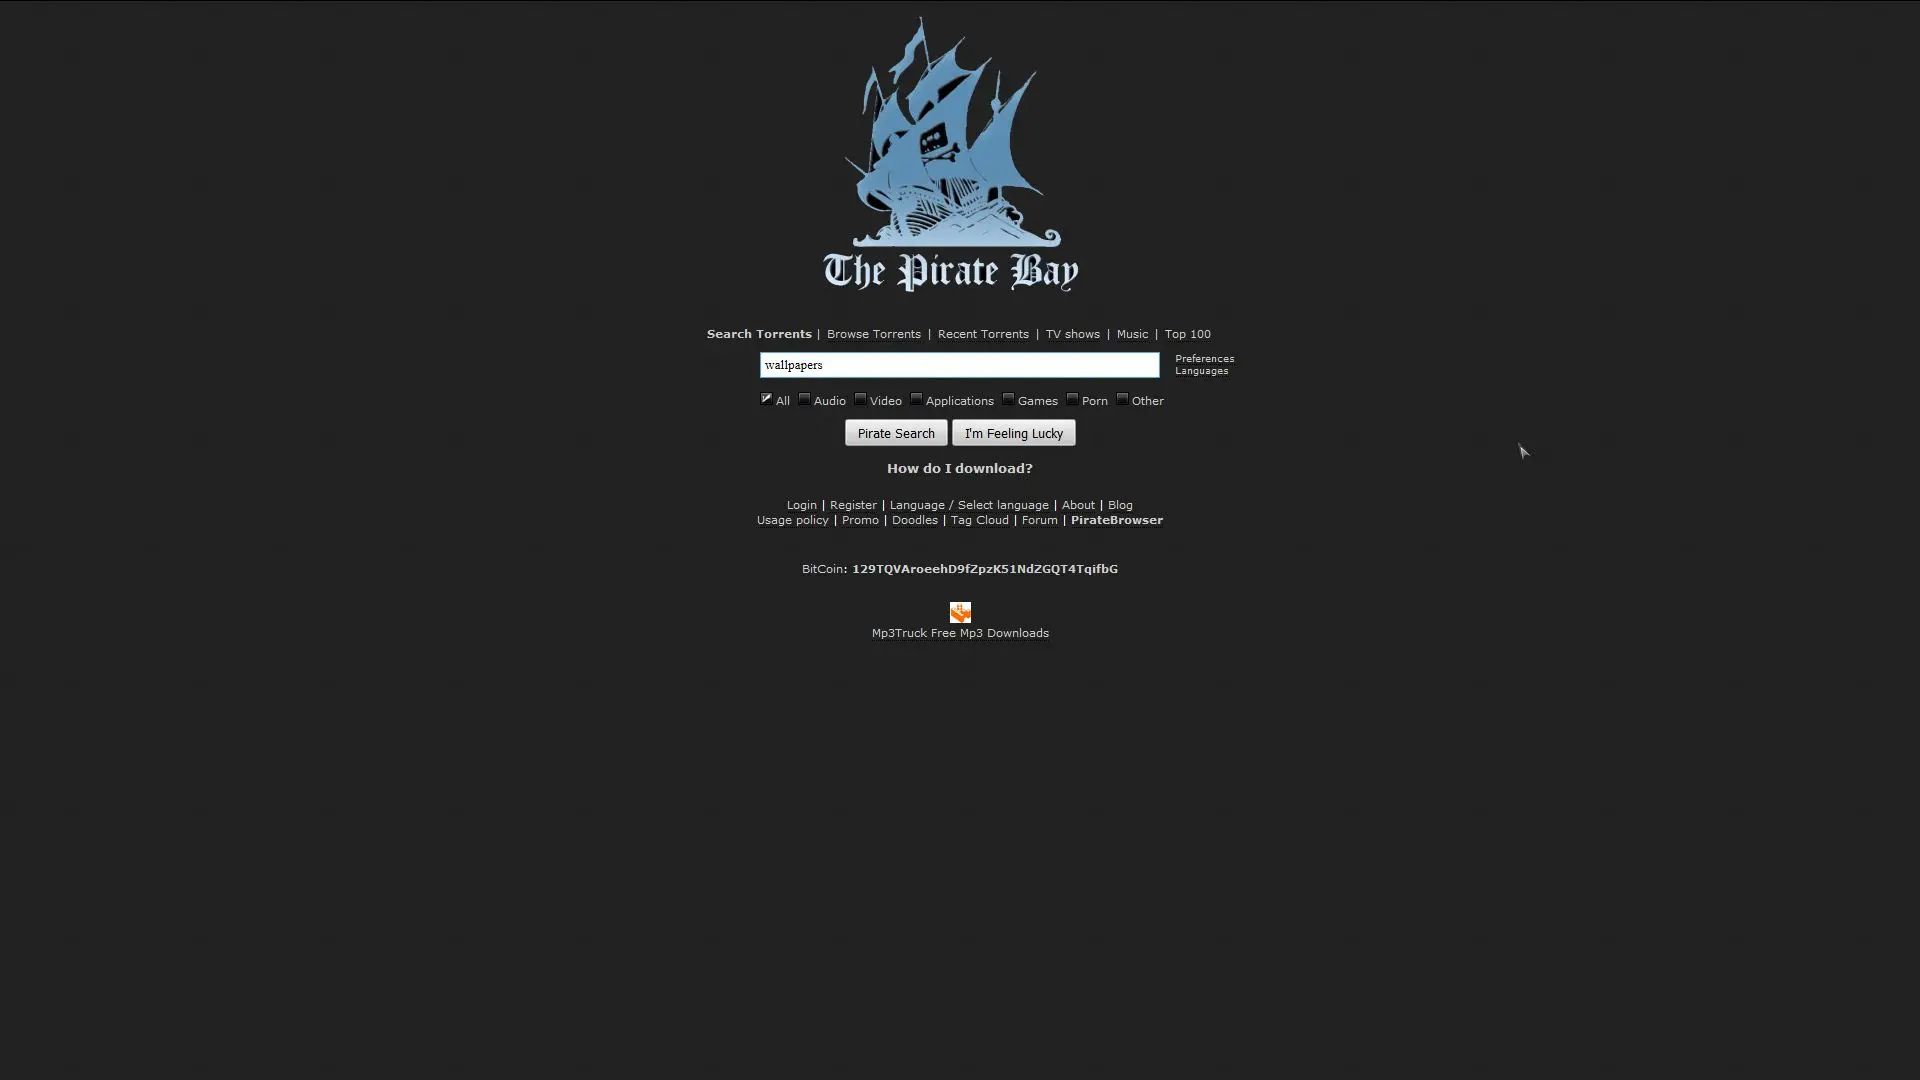 The Pirate Bay
Search Torrents | Browse Torrents | Recent Torrents | TV shows | Music | Top 100
wallpapers
Preferences
Languages
All Audio Video Applications Games Porn Other
Pirate Search I'm Feeling Lucky
How do I download?
Login | Register | Language / Select language | About | Blog
Usage policy | Promo | Doodles | Tag Cloud | Forum | PirateBrowser
BitCoin: 129TQVAroeehD9fZpzK51NdZGQT4TqifbG
Mp3Truck Free Mp3 Downloads